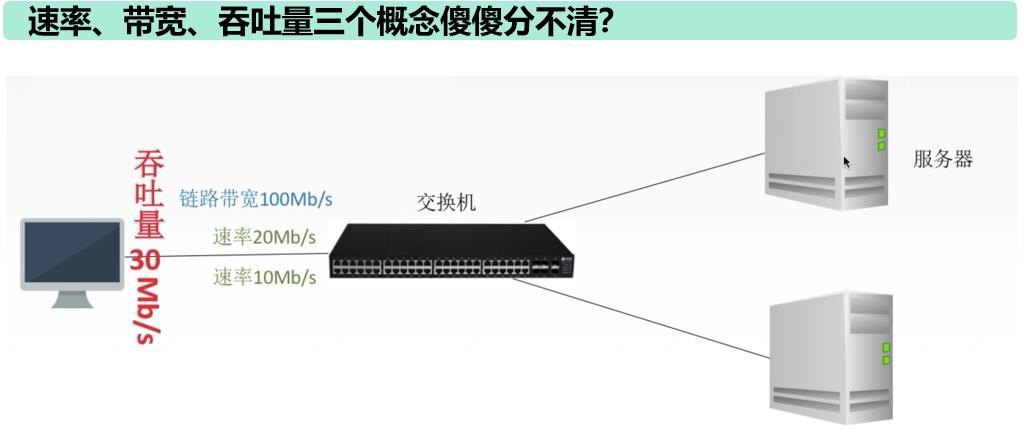 速率、带宽、吞吐量三个概念傻傻分不清?
吞吐量30 Mb/s
链路带宽100Mb/s
速率20Mb/s
速率10Mb/s
交换机
服务器